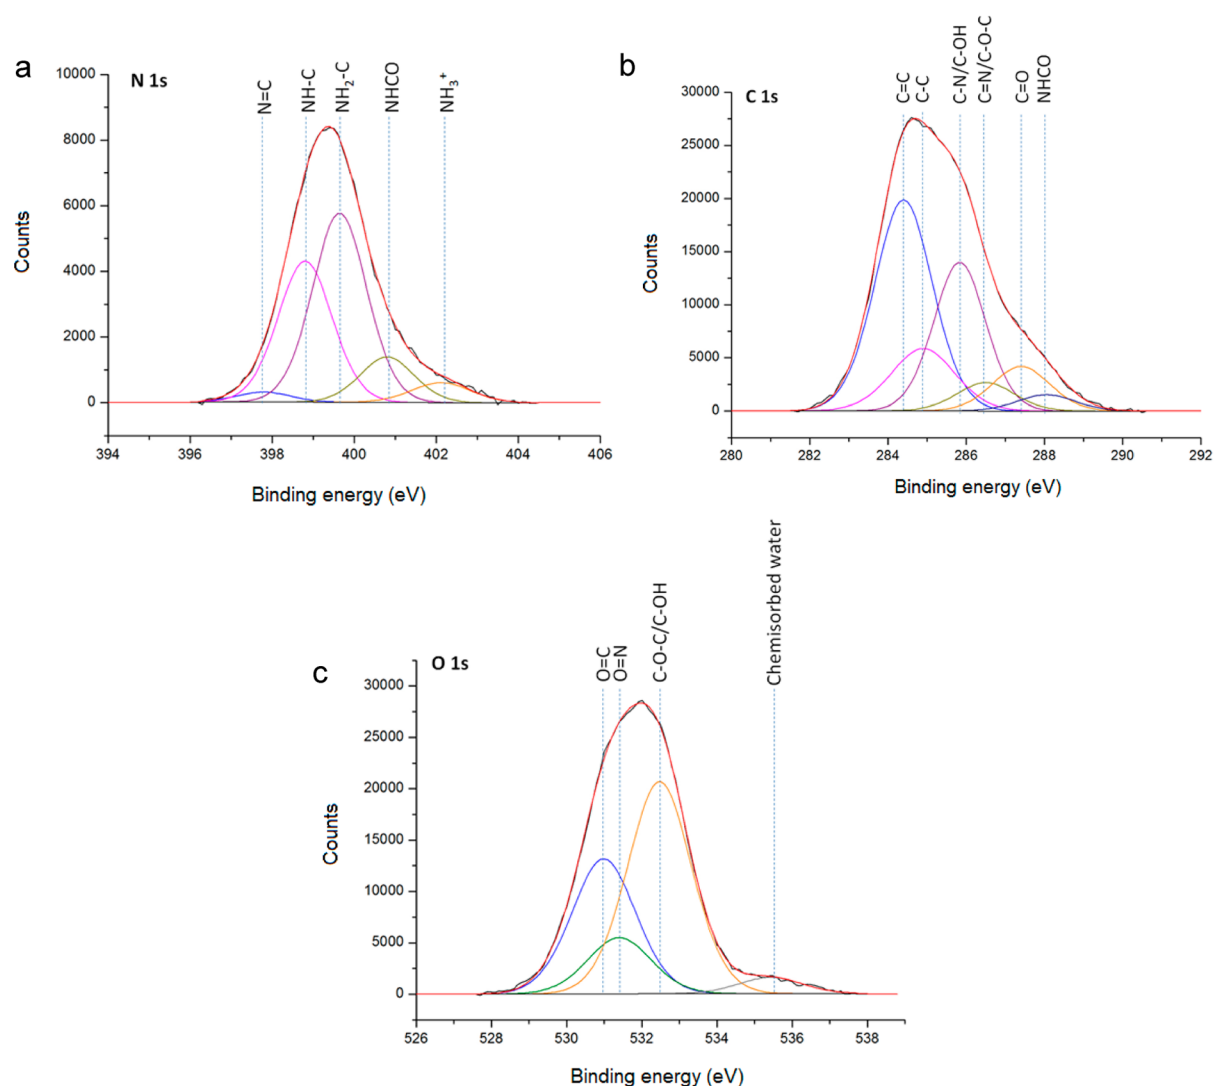 a
N 1s
N=C
NH-C
NH₂-C
NHCO
NH₃⁺
10000
8000
6000
4000
2000
0
Counts
394 396 398 400 402 404 406
Binding energy (eV)
b
C 1s
C=C
C-C
C-N/C-OH
C=N/C-O-C
C=O
NHCO
30000
25000
20000
15000
10000
5000
0
Counts
280 282 284 286 288 290 292
Binding energy (eV)
c
O 1s
O=C
O=N
C-O-C/C-OH
Chemisorbed water
30000
25000
20000
15000
10000
5000
0
Counts
526 528 530 532 534 536 538
Binding energy (eV)